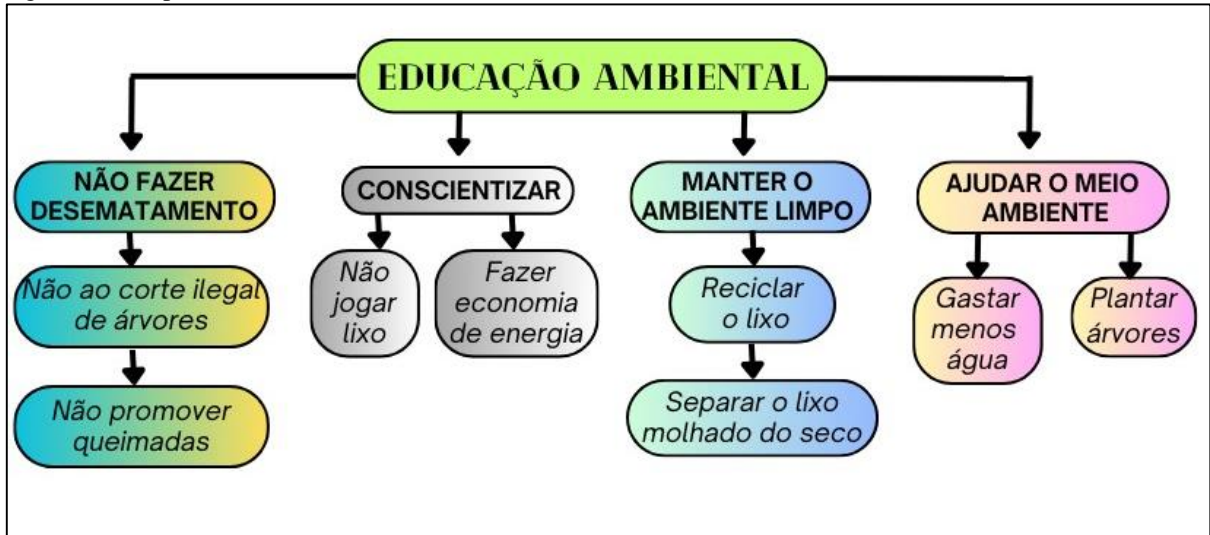 EDUCAÇÃO AMBIENTAL
NÃO FAZER
DESEMATAMENTO
Não ao corte ilegal
de árvores
Não promover
queimadas
CONSCIENTIZAR
Não
jogar
lixo
Fazer
economia
de energia
MANTER O
AMBIENTE LIMPO
Reciclar
o lixo
Separar o lixo
molhado do seco
AJUDAR O MEIO
AMBIENTE
Gastar
menos
água
Plantar
árvores